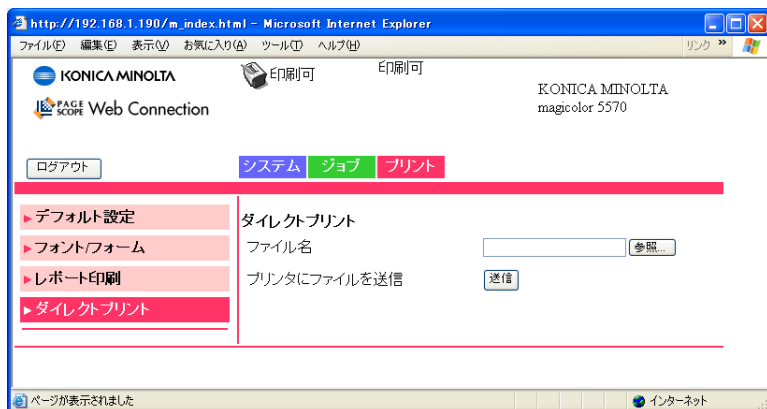 http://192.168.1.190/m_index.html - Microsoft Internet Explorer
ファイル(F) 編集(E) 表示(V) お気に入り(A) ツール(T) ヘルプ(H) リンク »
KONICA MINOLTA 印刷可 印刷可
KONICA MINOLTA
PAGE SCOPE Web Connection magicolor 5570
ログアウト システム ジョブ プリント
デフォルト設定 ダイレクトプリント
フォント/フォーム ファイル名 参照...
レポート印刷 プリンタにファイルを送信 送信
ダイレクトプリント
ページが表示されました インターネット